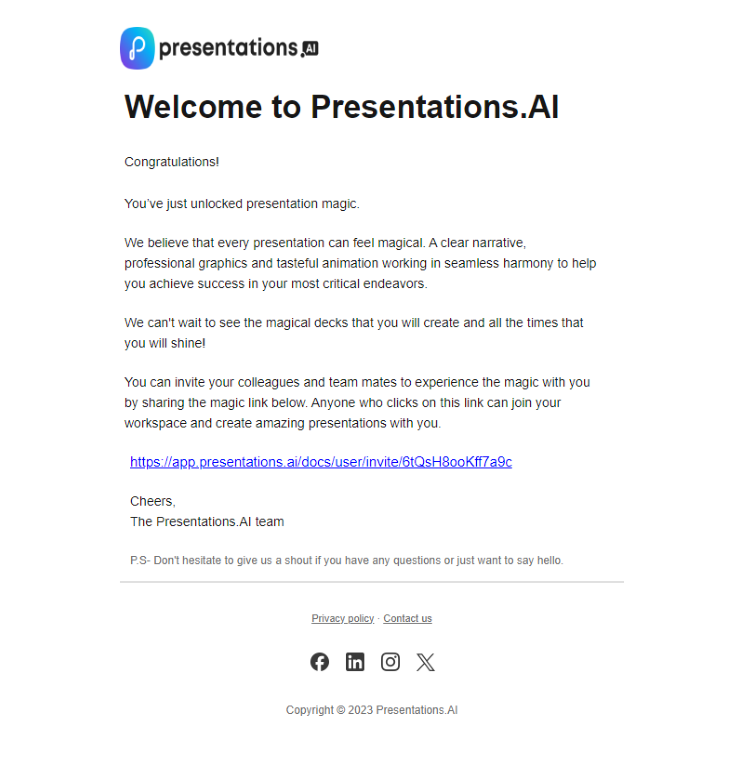 presentations.AI
Welcome to Presentations.AI
Congratulations!
You've just unlocked presentation magic.
We believe that every presentation can feel magical. A clear narrative,
professional graphics and tasteful animation working in seamless harmony to help
you achieve success in your most critical endeavors.
We can't wait to see the magical decks that you will create and all the times that
you will shine!
You can invite your colleagues and team mates to experience the magic with you
by sharing the magic link below. Anyone who clicks on this link can join your
workspace and create amazing presentations with you.
https://app.presentations.ai/docs/user/invite/6tQsH8ooKff7a9c
Cheers,
The Presentations.AI team
P.S- Don't hesitate to give us a shout if you have any questions or just want to say hello.
Privacy policy · Contact us
Copyright © 2023 Presentations.AI